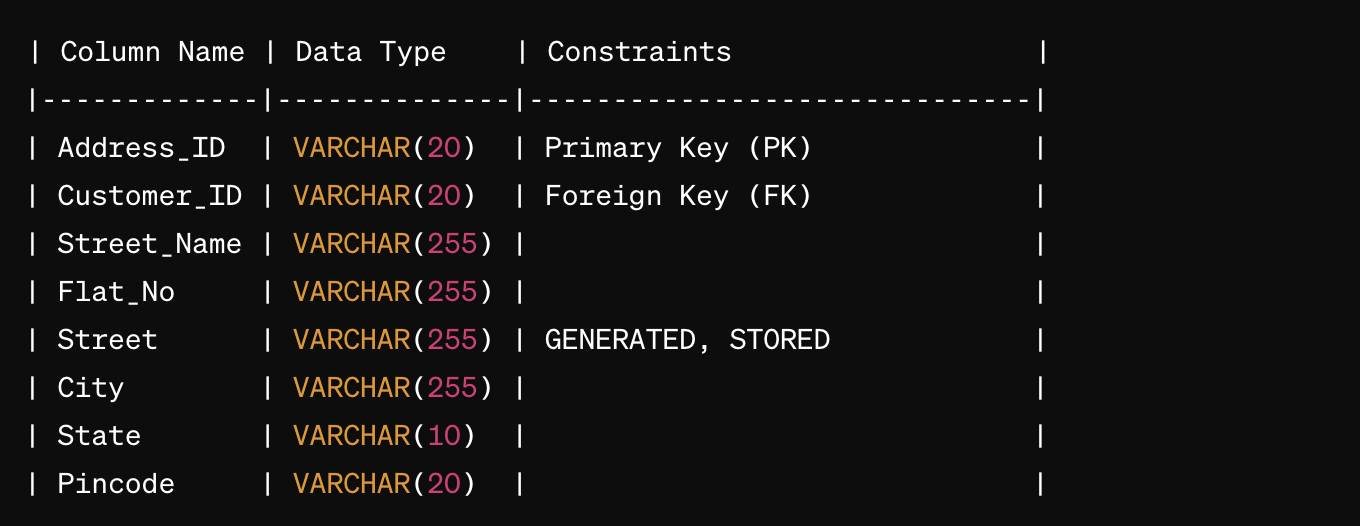 | Column Name | Data Type    | Constraints                  |
|-------------|--------------|------------------------------|
| Address_ID  | VARCHAR(20)  | Primary Key (PK)             |
| Customer_ID | VARCHAR(20)  | Foreign Key (FK)             |
| Street_Name | VARCHAR(255) |                              |
| Flat_No     | VARCHAR(255) |                              |
| Street      | VARCHAR(255) | GENERATED, STORED            |
| City        | VARCHAR(255) |                              |
| State       | VARCHAR(10)  |                              |
| Pincode     | VARCHAR(20)  |                              |